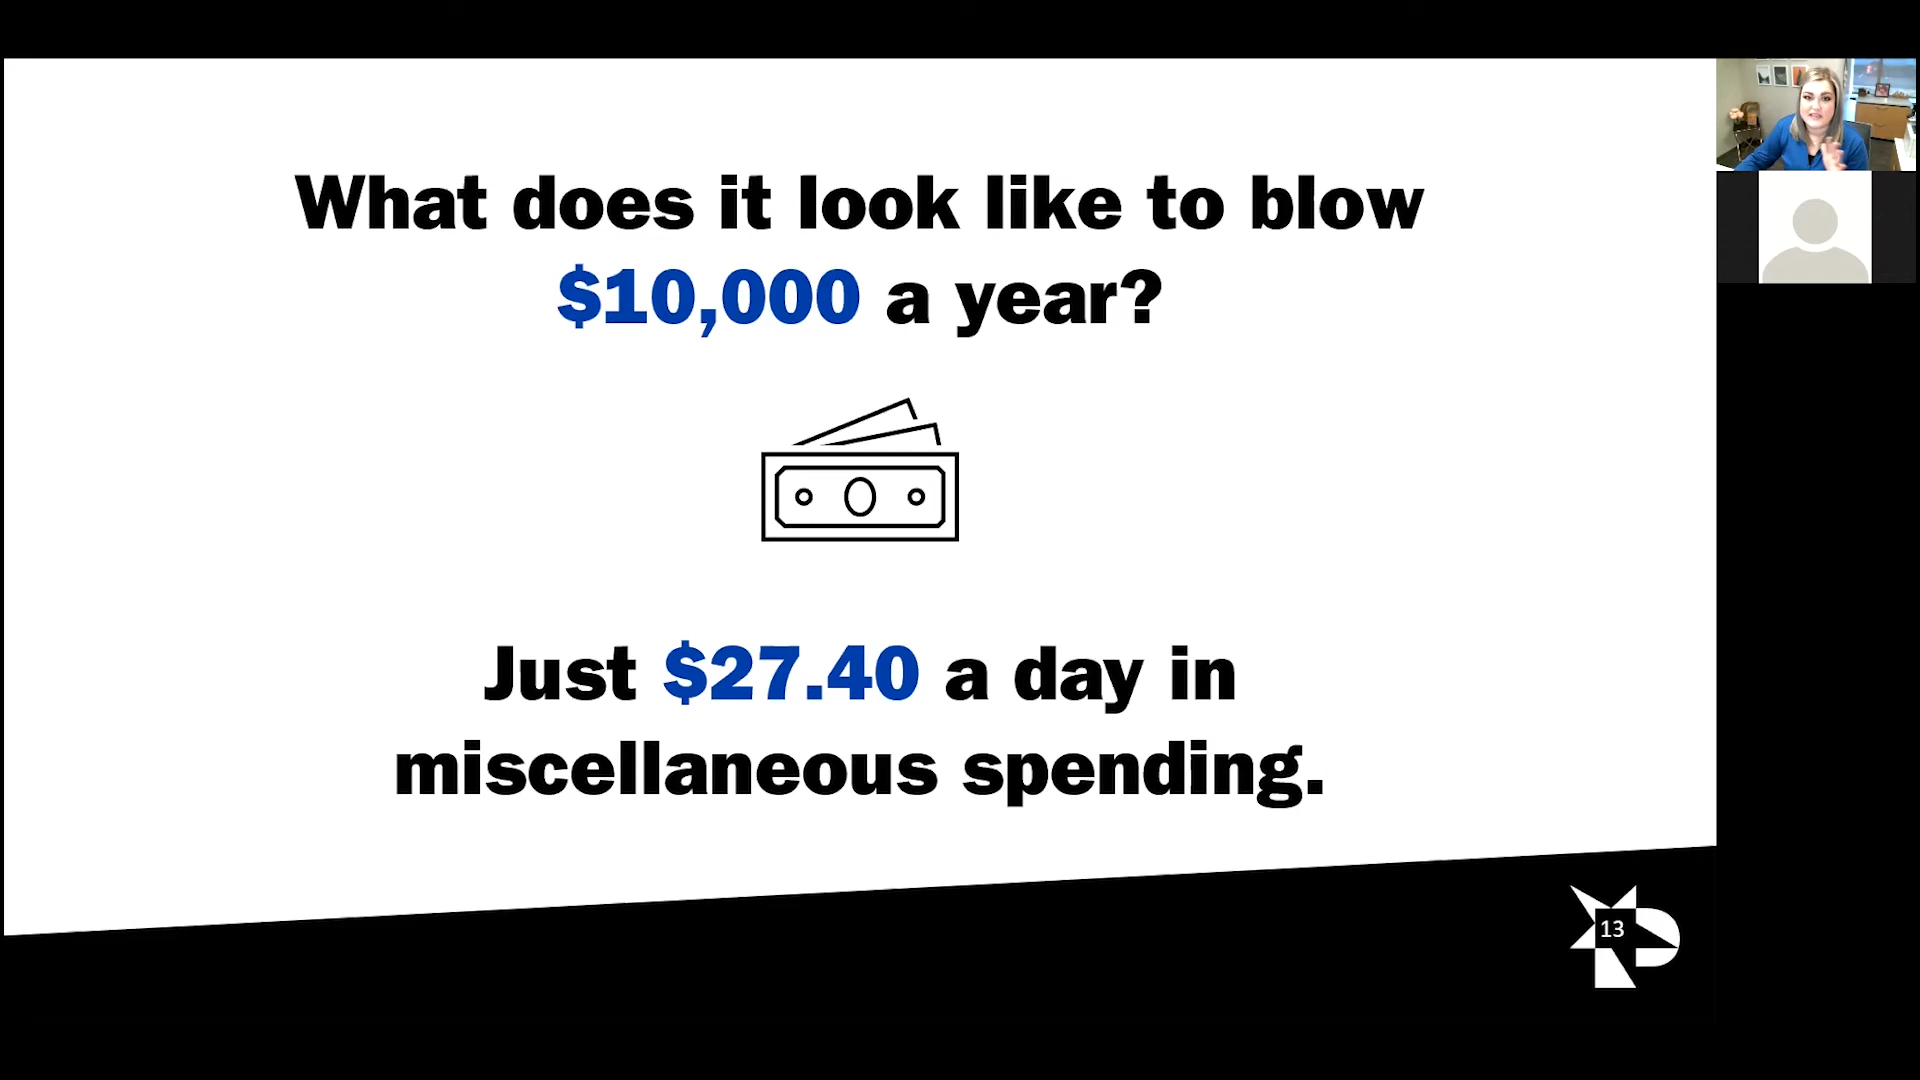 What does it look like to blow
$10,000 a year?
Just $27.40 a day in
miscellaneous spending.
13